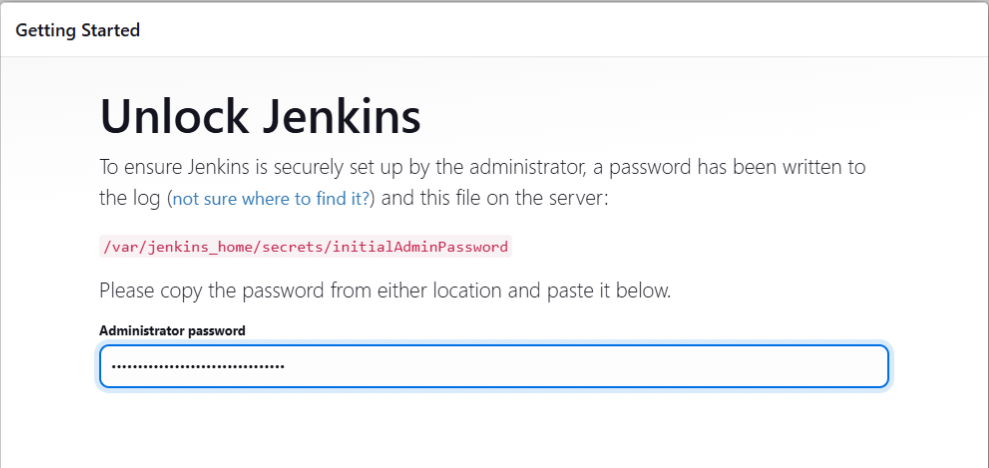 Getting Started
Unlock Jenkins
To ensure Jenkins is securely set up by the administrator, a password has been written to
the log (not sure where to find it?) and this file on the server:
/var/jenkins_home/secrets/initialAdminPassword
Please copy the password from either location and paste it below.
Administrator password